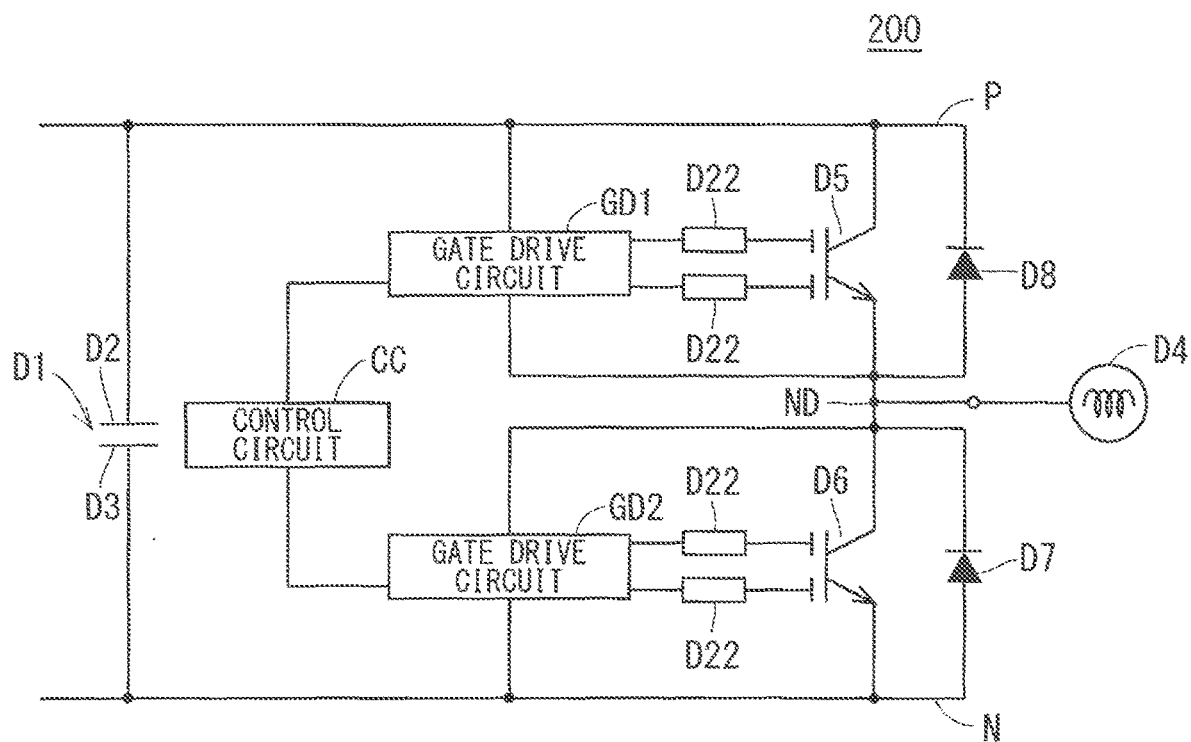 200
P
D22
D5
GD1
GATE DRIVE
CIRCUIT
D8
D22
D2
D1
CC
D4
ND
CONTROL
CIRCUIT
D3
D22
D6
GD2
GATE DRIVE
CIRCUIT
D7
D22
N